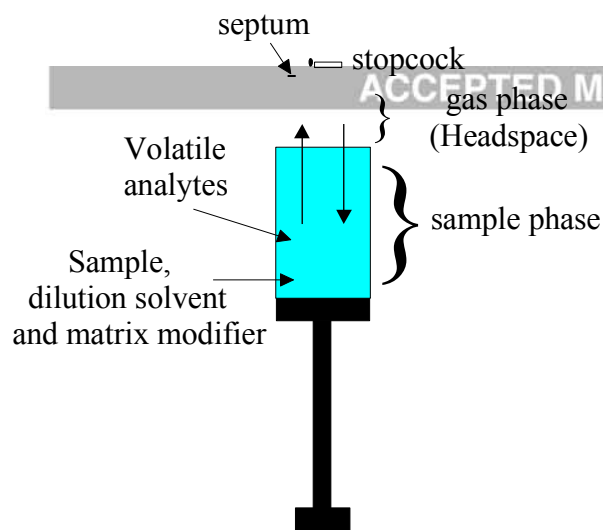 septum
stopcock
ACCEPTED M
gas phase
(Headspace)
Volatile
analytes
sample phase
Sample,
dilution solvent
and matrix modifier